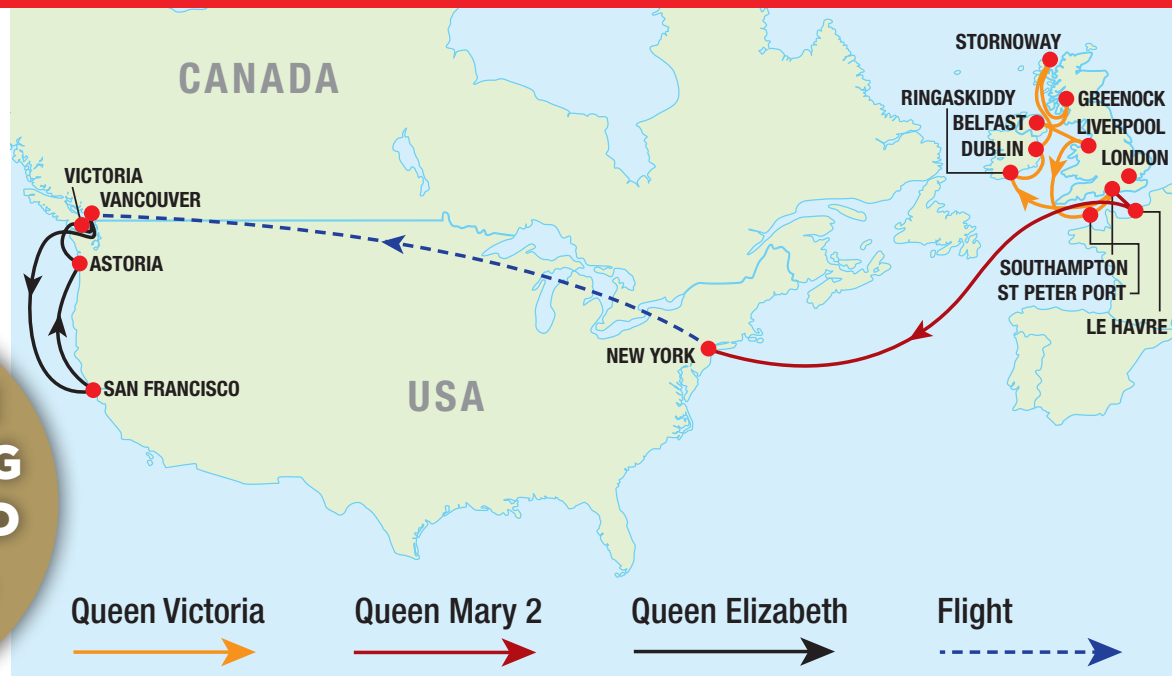 CANADA
STORNOWAY
RINGASKIDDY
GREENOCK
BELFAST
LIVERPOOL
DUBLIN
LONDON
VICTORIA
VANCOUVER
ASTORIA
SOUTHAMPTON
ST PETER PORT
LE HAVRE
NEW YORK
SAN FRANCISCO
USA
Queen Victoria
Queen Mary 2
Queen Elizabeth
Flight